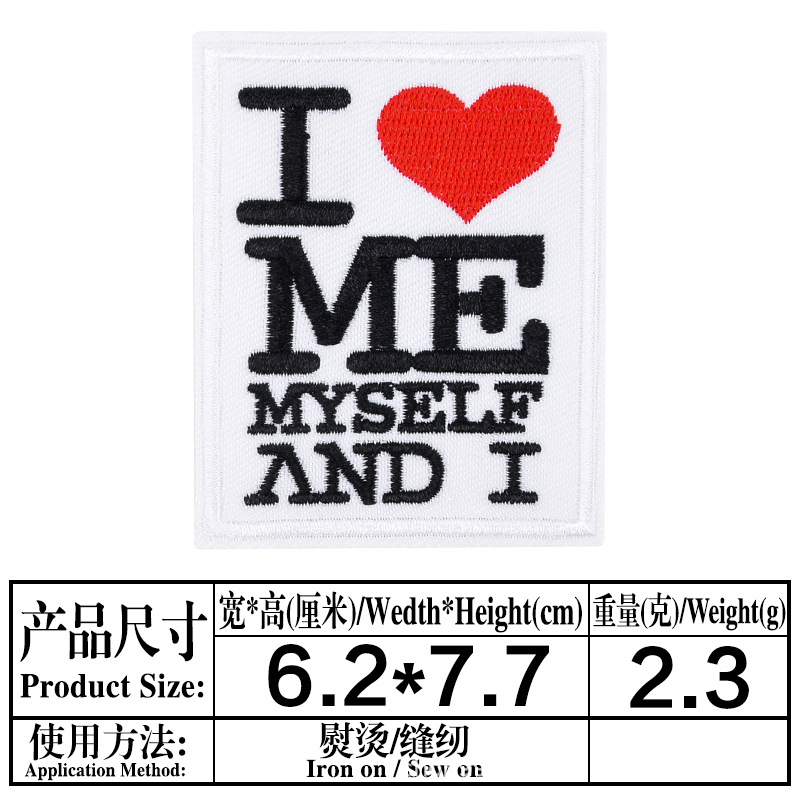 I ♥
ME
MYSELF
AND I
产品尺寸
Product Size:
宽*高(厘米)/Wedth*Height(cm)
重量(克)/Weight(g)
6.2*7.7
2.3
使用方法:
Application Method:
熨烫/缝纫
Iron on / Sew on